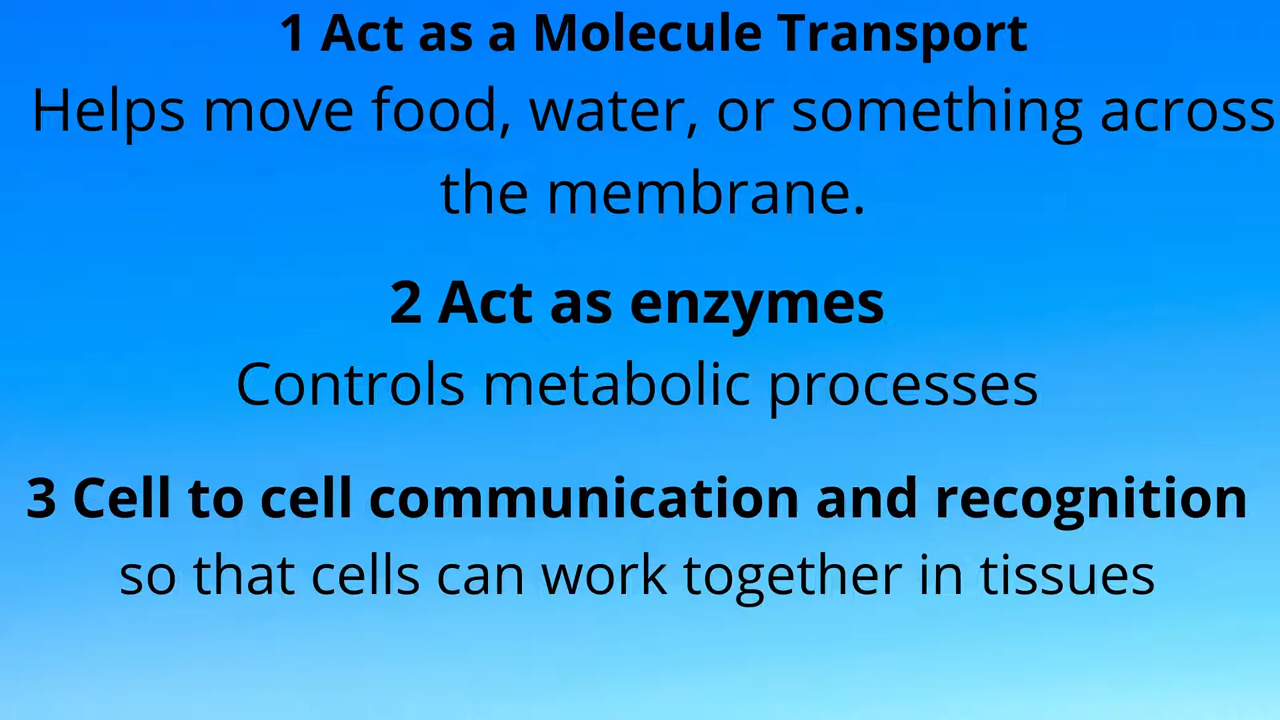 1 Act as a Molecule Transport
Helps move food, water, or something across
the membrane.
2 Act as enzymes
Controls metabolic processes
3 Cell to cell communication and recognition
so that cells can work together in tissues